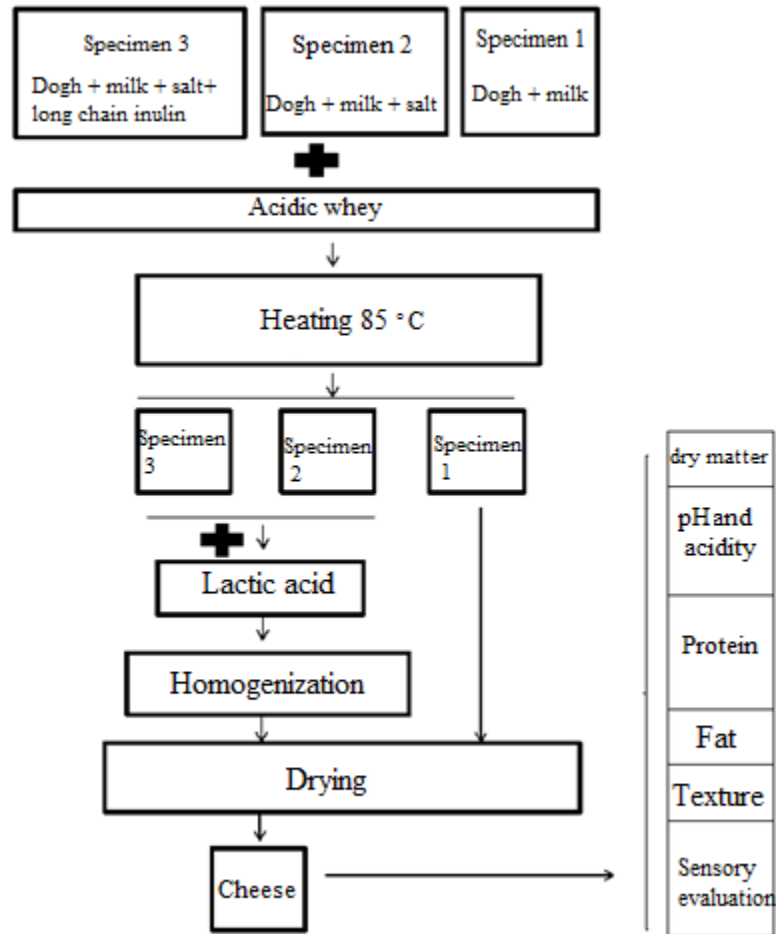 Specimen 3
Dogh + milk + salt+
long chain inulin
Specimen 2
Dogh + milk + salt
Specimen 1
Dogh + milk
Acidic whey
Heating 85 °C
Specimen
3
Specimen
2
Specimen
1
Lactic acid
Homogenization
Drying
Cheese
dry matter
pHand
acidity
Protein
Fat
Texture
Sensory
evaluation